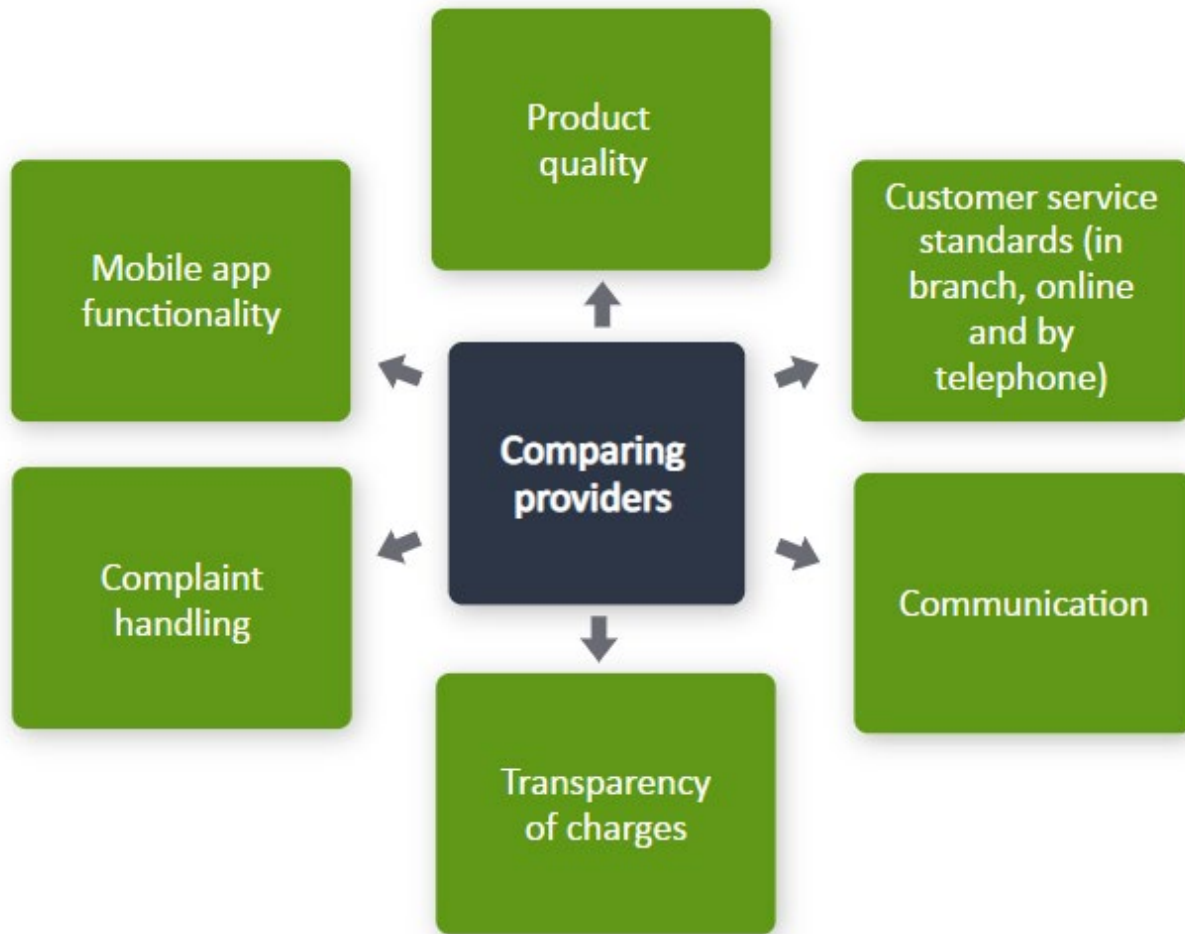 Product
quality
Customer service
standards (in
branch, online
and by
telephone)
Mobile app
functionality
Comparing
providers
Complaint
handling
Communication
Transparency
of charges